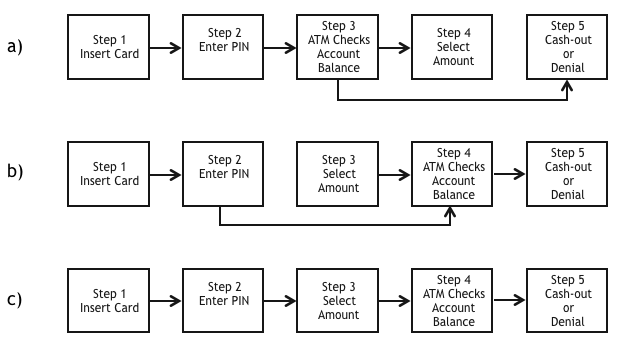 a)
Step 1
Insert Card
Step 2
Enter PIN
Step 3
ATM Checks
Account
Balance
Step 4
Select
Amount
Step 5
Cash-out
or
Denial
b)
Step 1
Insert Card
Step 2
Enter PIN
Step 3
Select
Amount
Step 4
ATM Checks
Account
Balance
Step 5
Cash-out
or
Denial
c)
Step 1
Insert Card
Step 2
Enter PIN
Step 3
Select
Amount
Step 4
ATM Checks
Account
Balance
Step 5
Cash-out
or
Denial